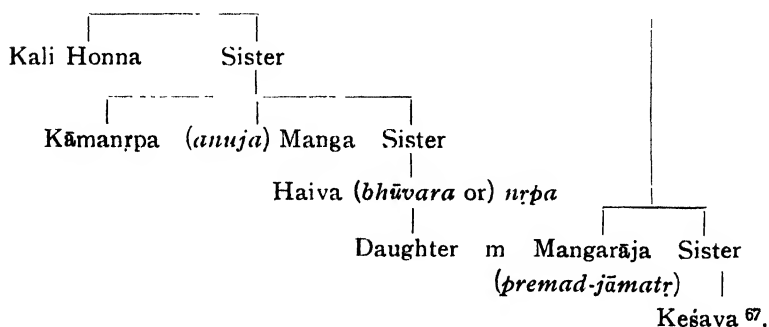 Kali Honna Sister
Kāmanṛpa (anuja) Manga Sister
Haiva (bhūvara or) nṛpa
Daughter m Mangarāja Sister
(premad-jāmatṛ)
Keśava 67.